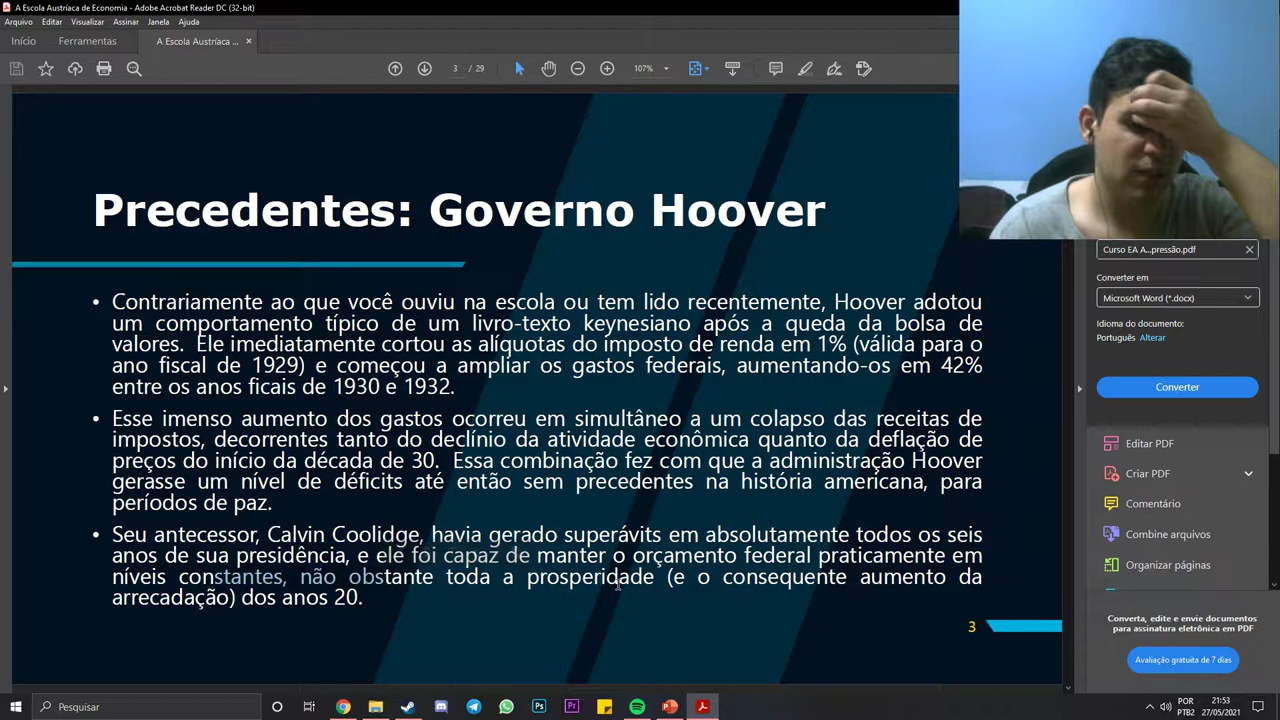 A Escola Austríaca de Economia - Adobe Acrobat Reader DC (32-bit)
Arquivo Editar Visualizar Assinar Janela Ajuda
Início Ferramentas A Escola Austríaca ... ×
3 / 29 107%
Precedentes: Governo Hoover
• Contrariamente ao que você ouviu na escola ou tem lido recentemente, Hoover adotou
um comportamento típico de um livro-texto keynesiano após a queda da bolsa de
valores. Ele imediatamente cortou as alíquotas do imposto de renda em 1% (válida para o
ano fiscal de 1929) e começou a ampliar os gastos federais, aumentando-os em 42%
entre os anos ficais de 1930 e 1932.
• Esse imenso aumento dos gastos ocorreu em simultâneo a um colapso das receitas de
impostos, decorrentes tanto do declínio da atividade econômica quanto da deflação de
preços do início da década de 30. Essa combinação fez com que a administração Hoover
gerasse um nível de déficits até então sem precedentes na história americana, para
períodos de paz.
• Seu antecessor, Calvin Coolidge, havia gerado superávits em absolutamente todos os seis
anos de sua presidência, e ele foi capaz de manter o orçamento federal praticamente em
níveis constantes, não obstante toda a prosperidade (e o consequente aumento da
arrecadação) dos anos 20.
3
Curso EA A...pressão.pdf
Converter em
Microsoft Word (*.docx)
Idioma do documento:
Português Alterar
Converter
Editar PDF
Criar PDF
Comentário
Combinar arquivos
Organizar páginas
Converta, edite e envie documentos
para assinatura eletrônica em PDF
Avaliação gratuita de 7 dias
Pesquisar
Ps
Pr
POR
PTB2
21:53
27/05/2021